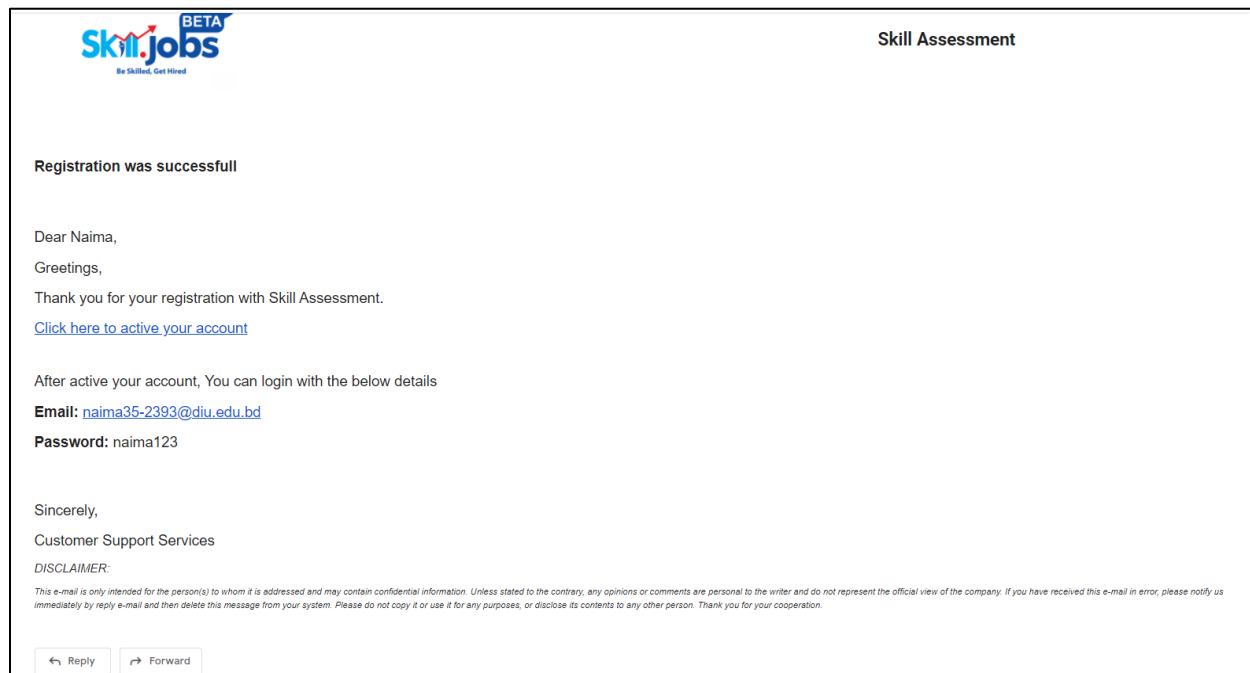 BETA
Skill.jobs
Be Skilled, Get Hired
Skill Assessment
Registration was successfull
Dear Naima,
Greetings,
Thank you for your registration with Skill Assessment.
Click here to active your account
After active your account, You can login with the below details
Email: naima35-2393@diu.edu.bd
Password: naima123
Sincerely,
Customer Support Services
DISCLAIMER:
This e-mail is only intended for the person(s) to whom it is addressed and may contain confidential information. Unless stated to the contrary, any opinions or comments are personal to the writer and do not represent the official view of the company. If you have received this e-mail in error, please notify us
immediately by reply e-mail and then delete this message from your system. Please do not copy it or use it for any purposes, or disclose its contents to any other person. Thank you for your cooperation.
Reply Forward